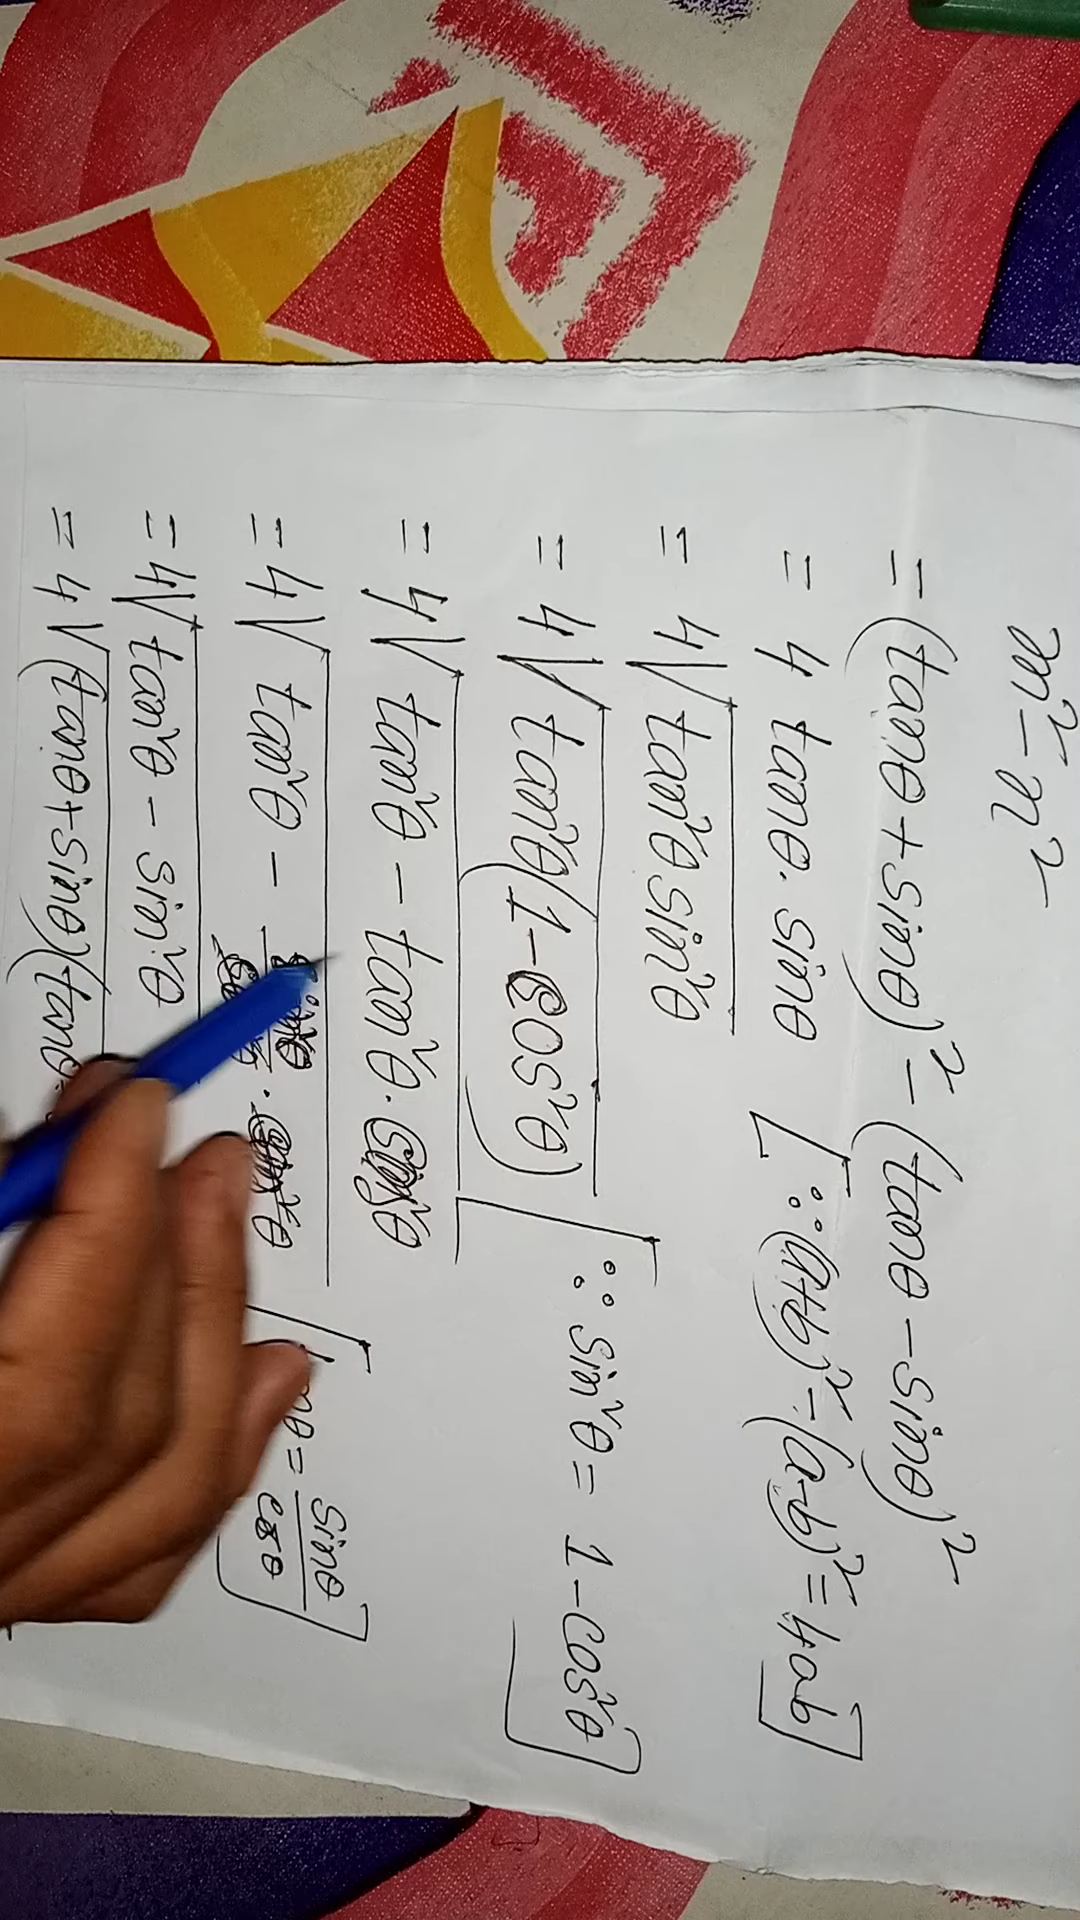 m² - n²
= (tanθ + sinθ)² - (tanθ - sinθ)²
= 4 tanθ. sinθ [∵ (a+b)² - (a-b)² = 4ab]
= 4√tan²θ sin²θ
= 4√tan²θ(1 - cos²θ) [∵ sin²θ = 1 - cos²θ]
= 4√tan²θ - tan²θ.
= 4√tan²θ - = sinθ/cosθ]
= 4√tan²θ - sin²θ
= 4√(tanθ + sinθ)(tanθ